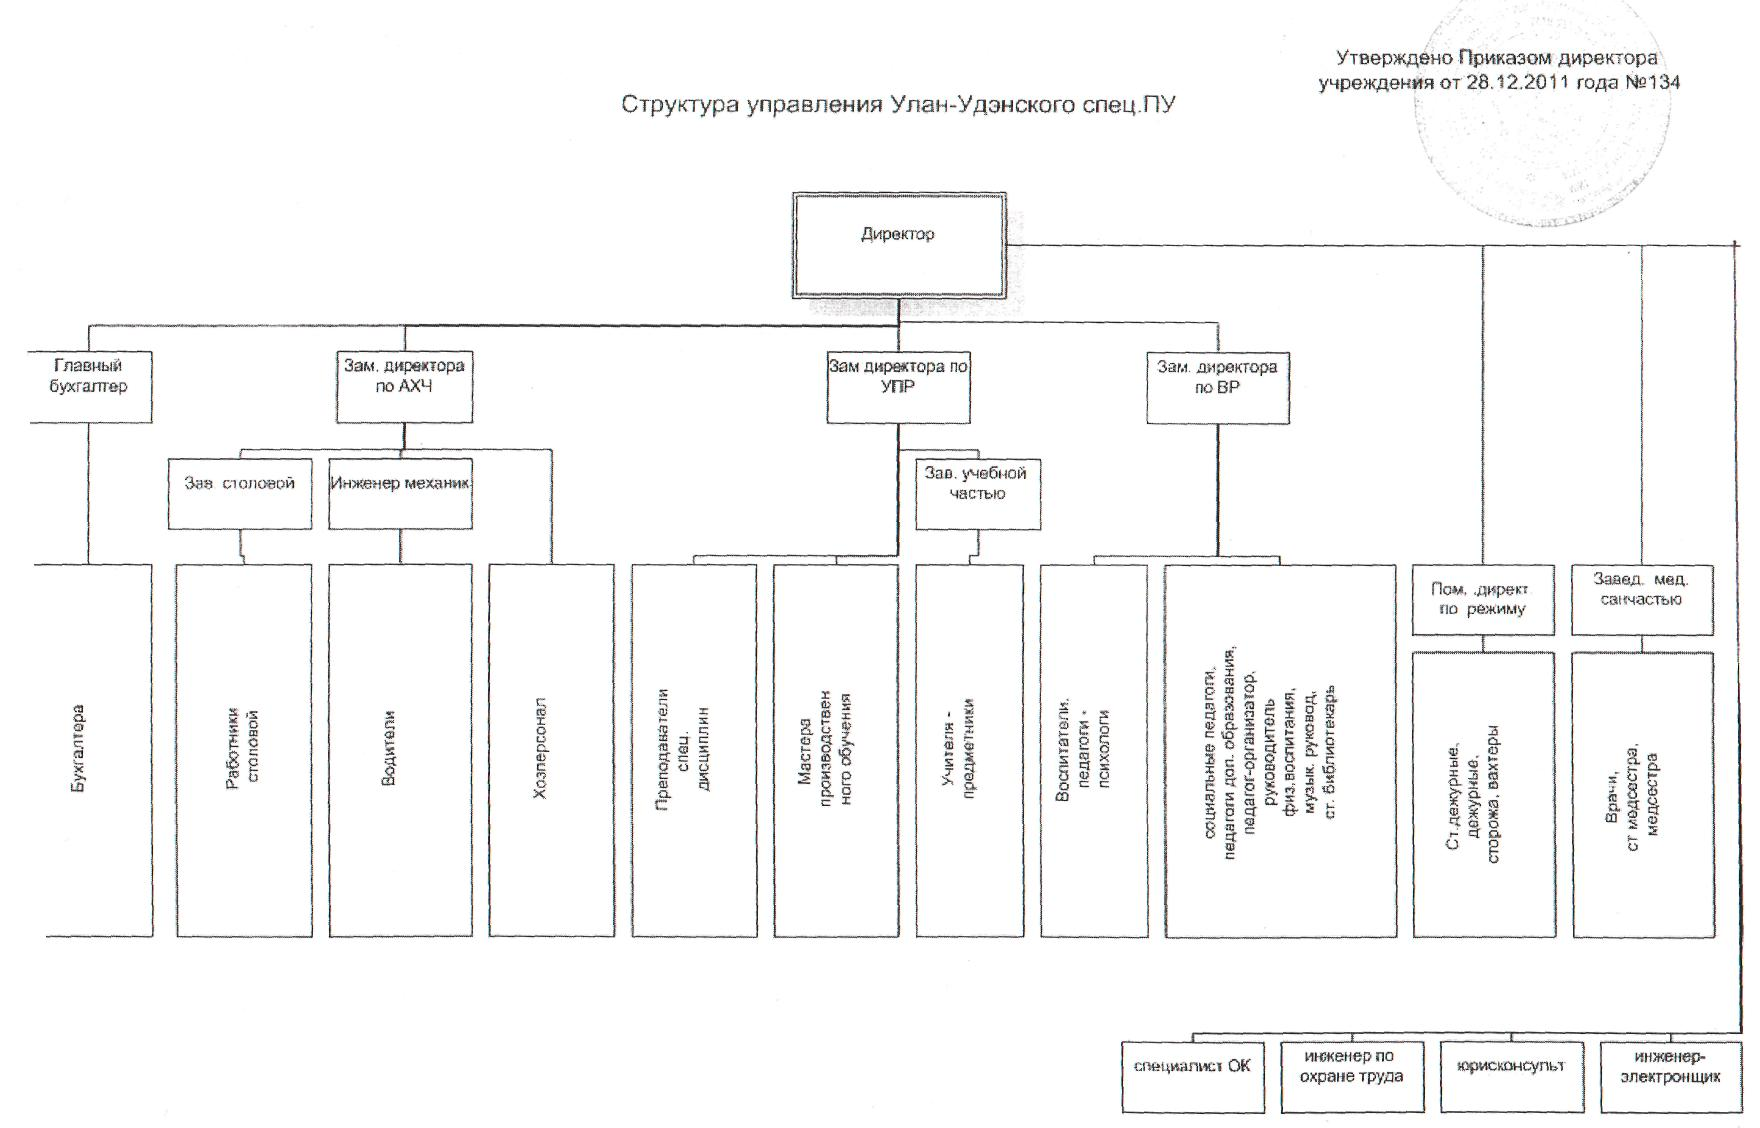 Утверждено Приказом директора
учреждения от 28.12.2011 года №134
Структура управления Улан-Удэнского спец.ПУ
Директор
Главный
бухгалтер
Зам. директора
по АХЧ
Зам директора по
УПР
Зам. директора
по ВР
Зав столовой
Инженер механик
Зав. учебной
частью
Пом. .директ.
по режиму
Завед. мед.
санчастью
Бухгалтера
Работники
столовой
Водители
Хозперсонал
Преподаватели
спец.
дисциплин
Мастера
производствен
ного обучения
Учителя -
предметники
Воспитатели.
педагоги -
психологи
социальные педагоги.
педагоги доп. образования,
педагог-организатор.
руководитель
физ.воспитания,
музык. руковод,
ст. библиотекарь
Ст.дежурные.
дежурные.
сторожа, вахтеры
Врачи,
ст медсестра.
медсестра
специалист ОК
инженер по
охране труда
юрисконсульт
инженер-
электронщик